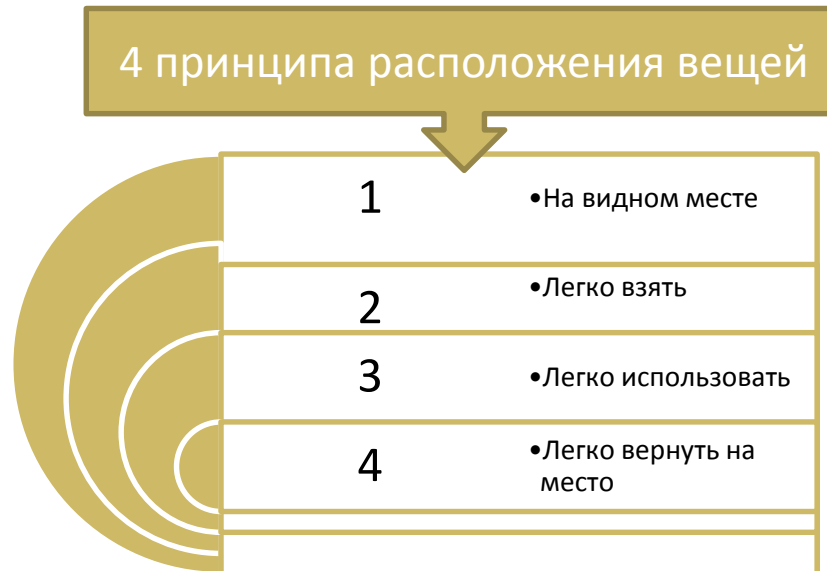 4 принципа расположения вещей
1
•На видном месте
2
•Легко взять
3
•Легко использовать
4
•Легко вернуть на
место